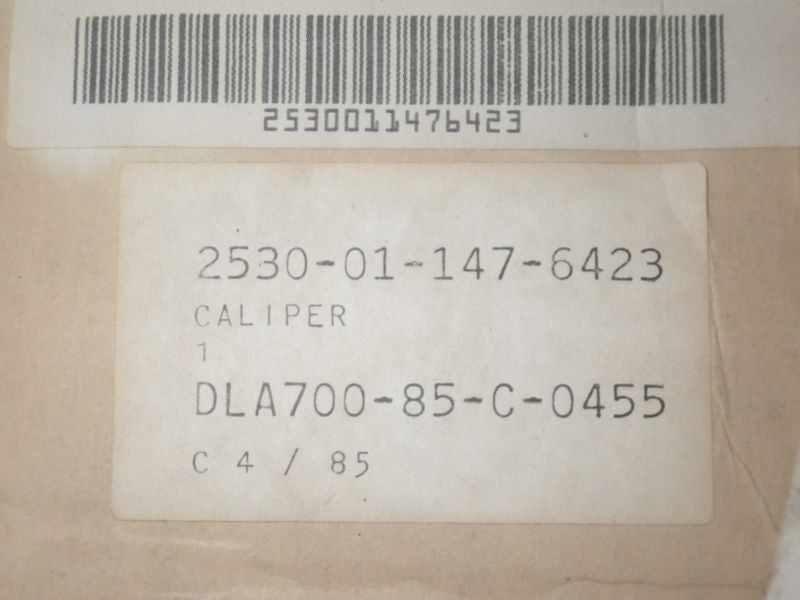 2530011476423
2530-01-147-6423
CALIPER
1
DLA700-85-C-0455
C 4 / 85